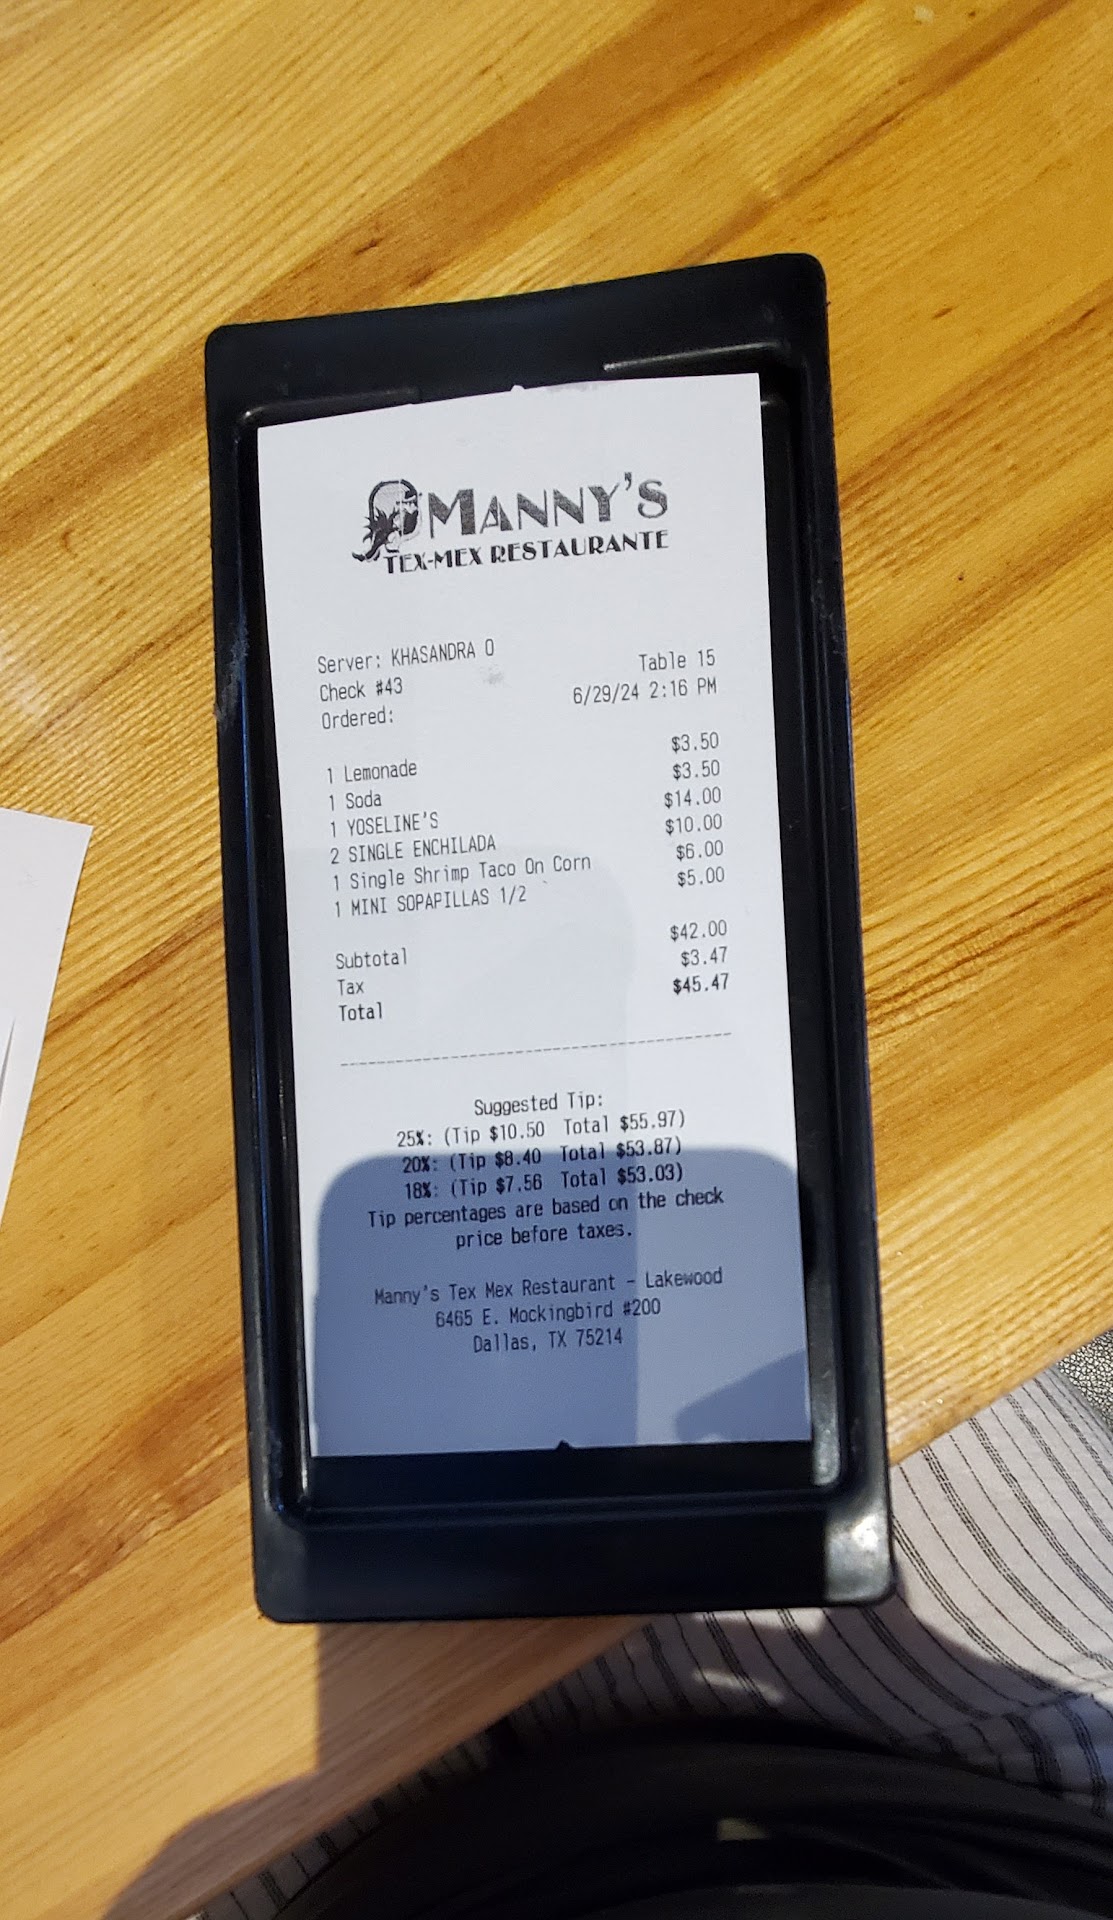 MANNY'S
TEX-MEX RESTAURANTE
Server: KHASANDRA O
Check #43 Table 15
Ordered: 6/29/24 2:16 PM
1 Lemonade $3.50
1 Soda $3.50
1 YOSELINE'S $14.00
2 SINGLE ENCHILADA $10.00
1 Single Shrimp Taco On Corn $6.00
1 MINI SOPAPILLAS 1/2 $5.00
Subtotal $42.00
Tax $3.47
Total $45.47
Suggested Tip:
25%: (Tip $10.50 Total $55.97)
20%: (Tip $8.40 Total $53.87)
18%: (Tip $7.56 Total $53.03)
Tip percentages are based on the check
price before taxes.
Manny's Tex Mex Restaurant - Lakewood
6465 E. Mockingbird #200
Dallas, TX 75214